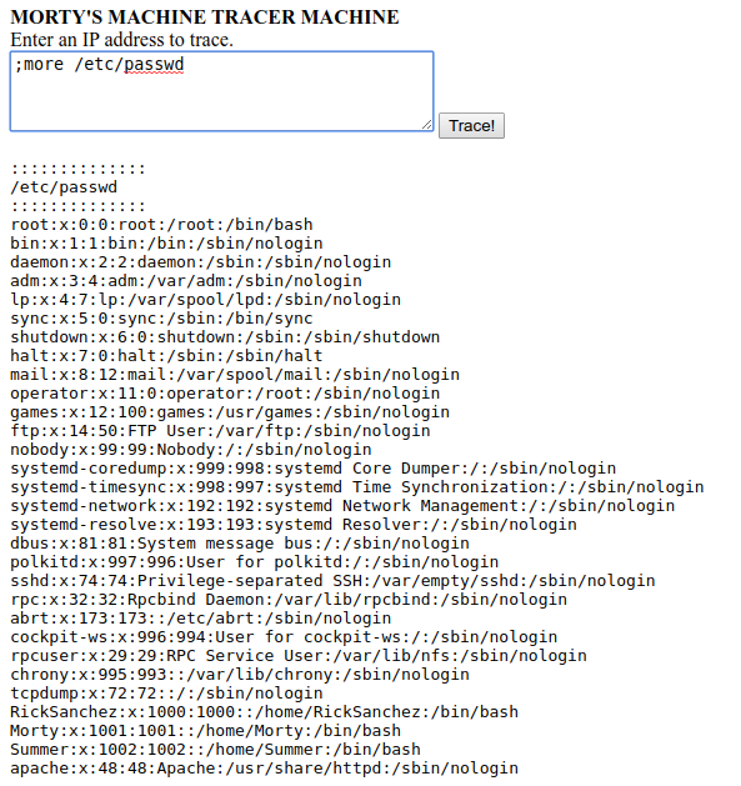 MORTY'S MACHINE TRACER MACHINE
Enter an IP address to trace.
;more /etc/passwd
Trace!
::::::::::::::
/etc/passwd
::::::::::::::
root:x:0:0:root:/root:/bin/bash
bin:x:1:1:bin:/bin:/sbin/nologin
daemon:x:2:2:daemon:/sbin:/sbin/nologin
adm:x:3:4:adm:/var/adm:/sbin/nologin
lp:x:4:7:lp:/var/spool/lpd:/sbin/nologin
sync:x:5:0:sync:/sbin:/bin/sync
shutdown:x:6:0:shutdown:/sbin:/sbin/shutdown
halt:x:7:0:halt:/sbin:/sbin/halt
mail:x:8:12:mail:/var/spool/mail:/sbin/nologin
operator:x:11:0:operator:/root:/sbin/nologin
games:x:12:100:games:/usr/games:/sbin/nologin
ftp:x:14:50:FTP User:/var/ftp:/sbin/nologin
nobody:x:99:99:Nobody:/:/sbin/nologin
systemd-coredump:x:999:998:systemd Core Dumper:/:/sbin/nologin
systemd-timesync:x:998:997:systemd Time Synchronization:/:/sbin/nologin
systemd-network:x:192:192:systemd Network Management:/:/sbin/nologin
systemd-resolve:x:193:193:systemd Resolver:/:/sbin/nologin
dbus:x:81:81:System message bus:/:/sbin/nologin
polkitd:x:997:996:User for polkitd:/:/sbin/nologin
sshd:x:74:74:Privilege-separated SSH:/var/empty/sshd:/sbin/nologin
rpc:x:32:32:Rpcbind Daemon:/var/lib/rpcbind:/sbin/nologin
abrt:x:173:173::/etc/abrt:/sbin/nologin
cockpit-ws:x:996:994:User for cockpit-ws:/:/sbin/nologin
rpcuser:x:29:29:RPC Service User:/var/lib/nfs:/sbin/nologin
chrony:x:995:993::/var/lib/chrony:/sbin/nologin
tcpdump:x:72:72::/:/sbin/nologin
RickSanchez:x:1000:1000::/home/RickSanchez:/bin/bash
Morty:x:1001:1001::/home/Morty:/bin/bash
Summer:x:1002:1002::/home/Summer:/bin/bash
apache:x:48:48:Apache:/usr/share/httpd:/sbin/nologin